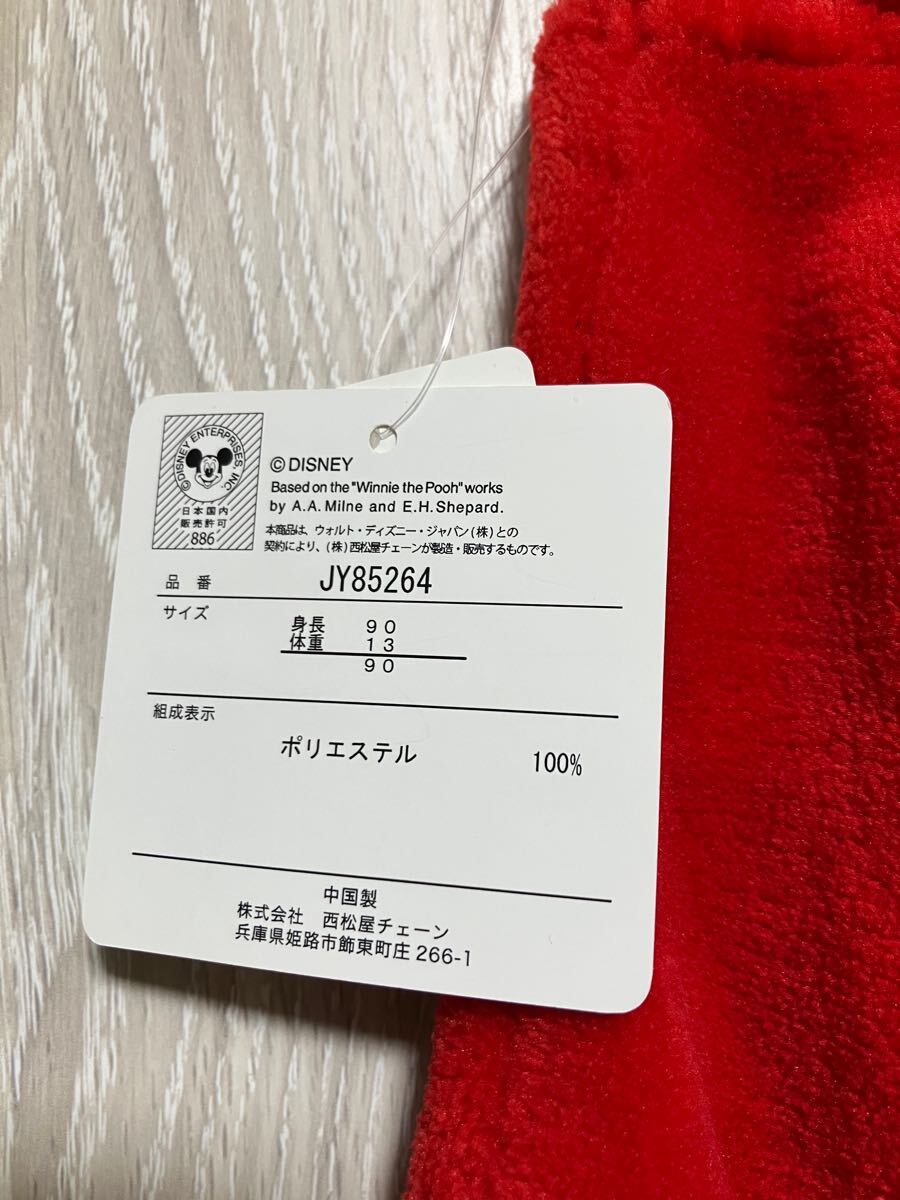 ©DISNEY ENTERPRISES, INC.
日本国内
販売許可
886
©DISNEY
Based on the "Winnie the Pooh" works
by A.A.Milne and E.H.Shepard.
本商品は、ウォルト・ディズニー・ジャパン(株)との
契約により、(株)西松屋チェーンが製造・販売するものです。
品 番 JY85264
サイズ
身長 90
体重 13
90
組成表示
ポリエステル 100%
中国製
株式会社 西松屋チェーン
兵庫県姫路市飾東町庄266-1